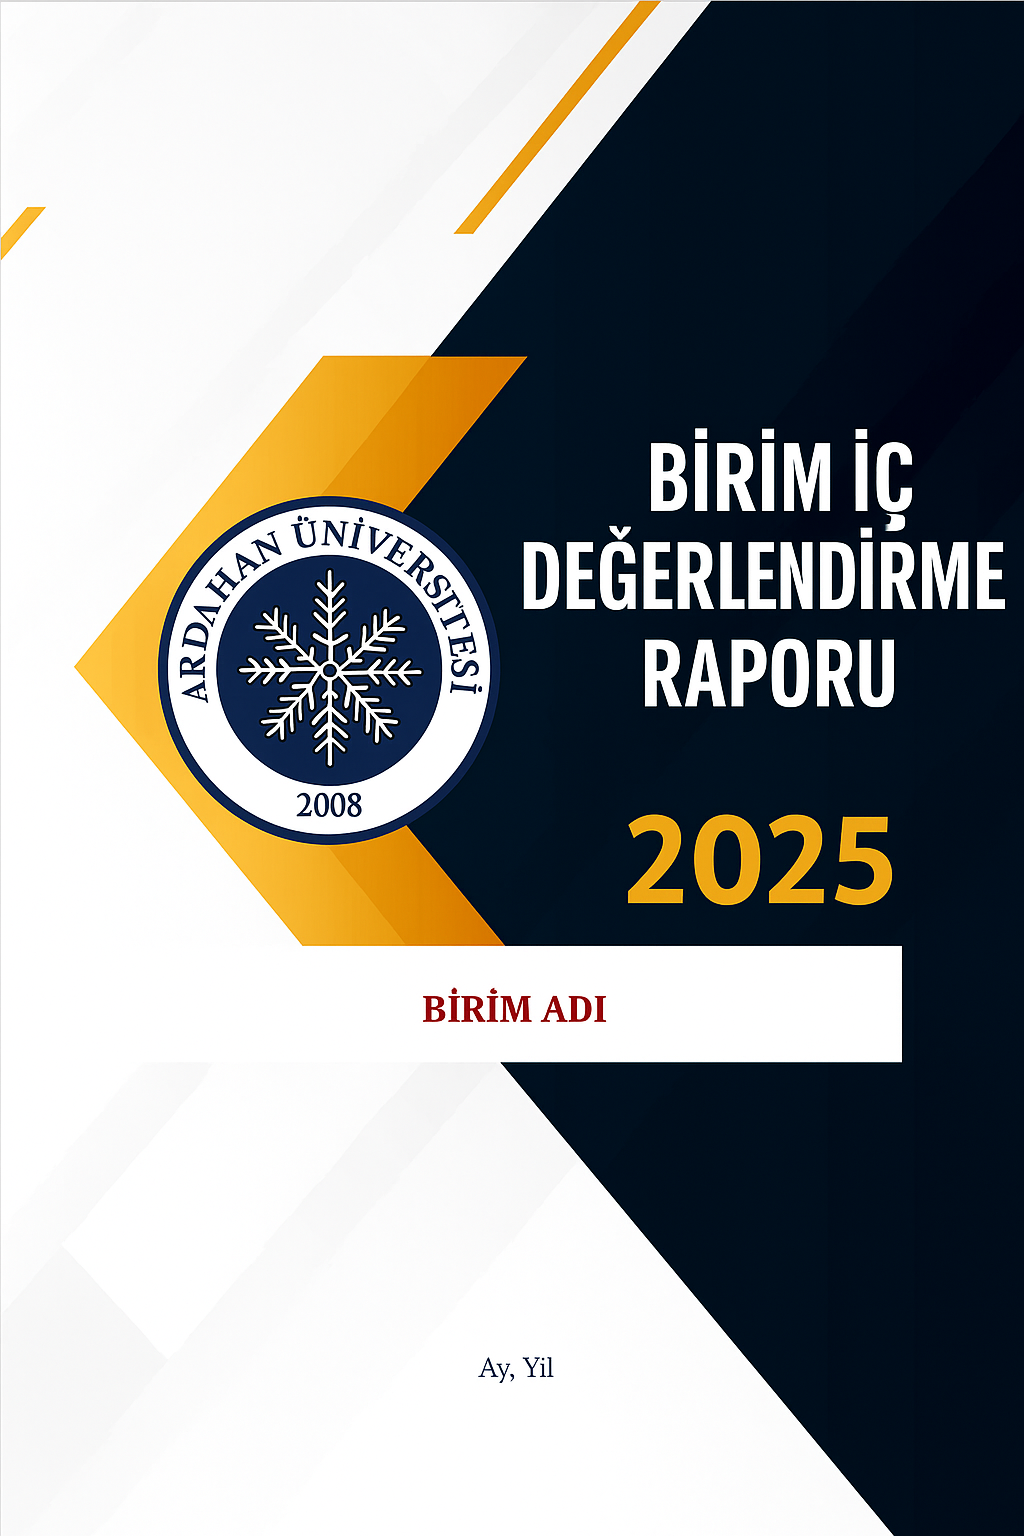 BİRİM İÇ
DEĞERLENDİRME
RAPORU
ARDAHAN ÜNİVERSİTESİ
2008
2025
BİRİM ADI
Ay, Yil